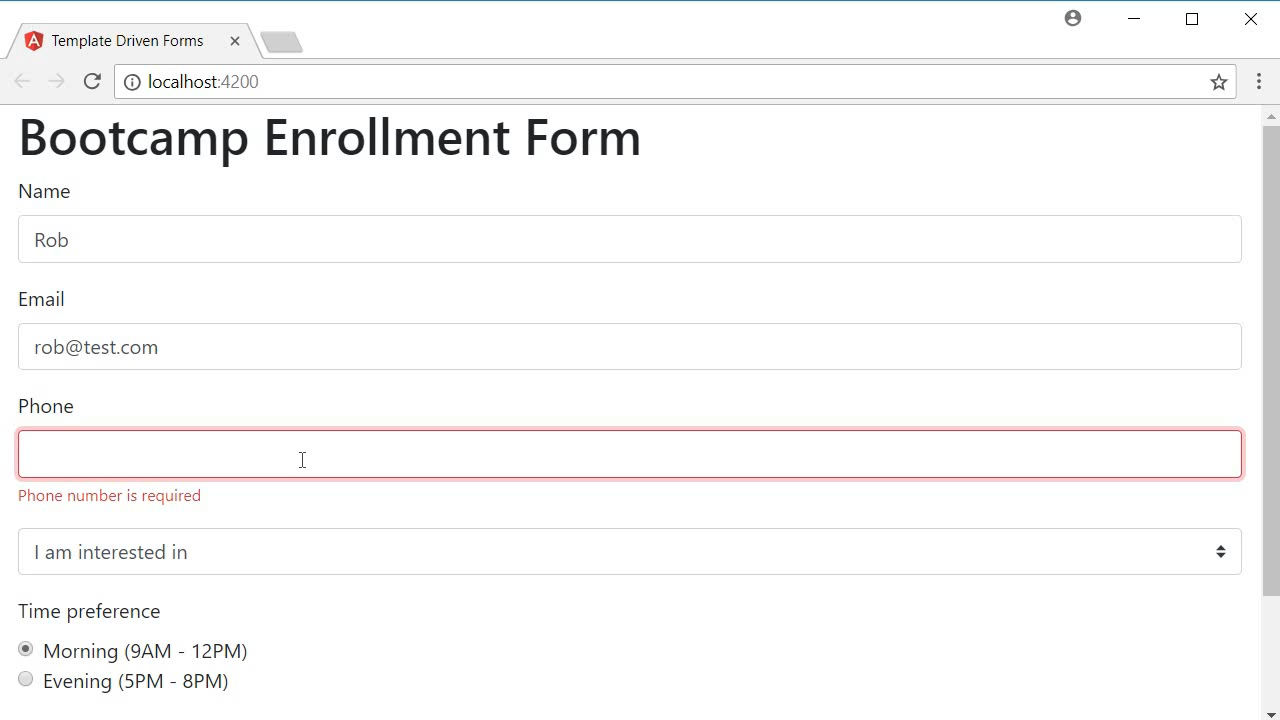 Template Driven Forms
localhost:4200
Bootcamp Enrollment Form
Name
Rob
Email
rob@test.com
Phone
Phone number is required
I am interested in
Time preference
Morning (9AM - 12PM)
Evening (5PM - 8PM)